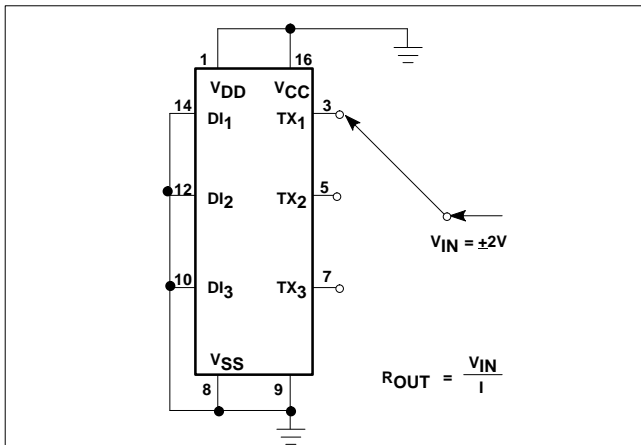 1 16
VDD VCC
14 DI1 TX1 3
12 DI2 TX2 5
VIN = ±2V
10 DI3 TX3 7
VSS
8 9
ROUT = VIN
I